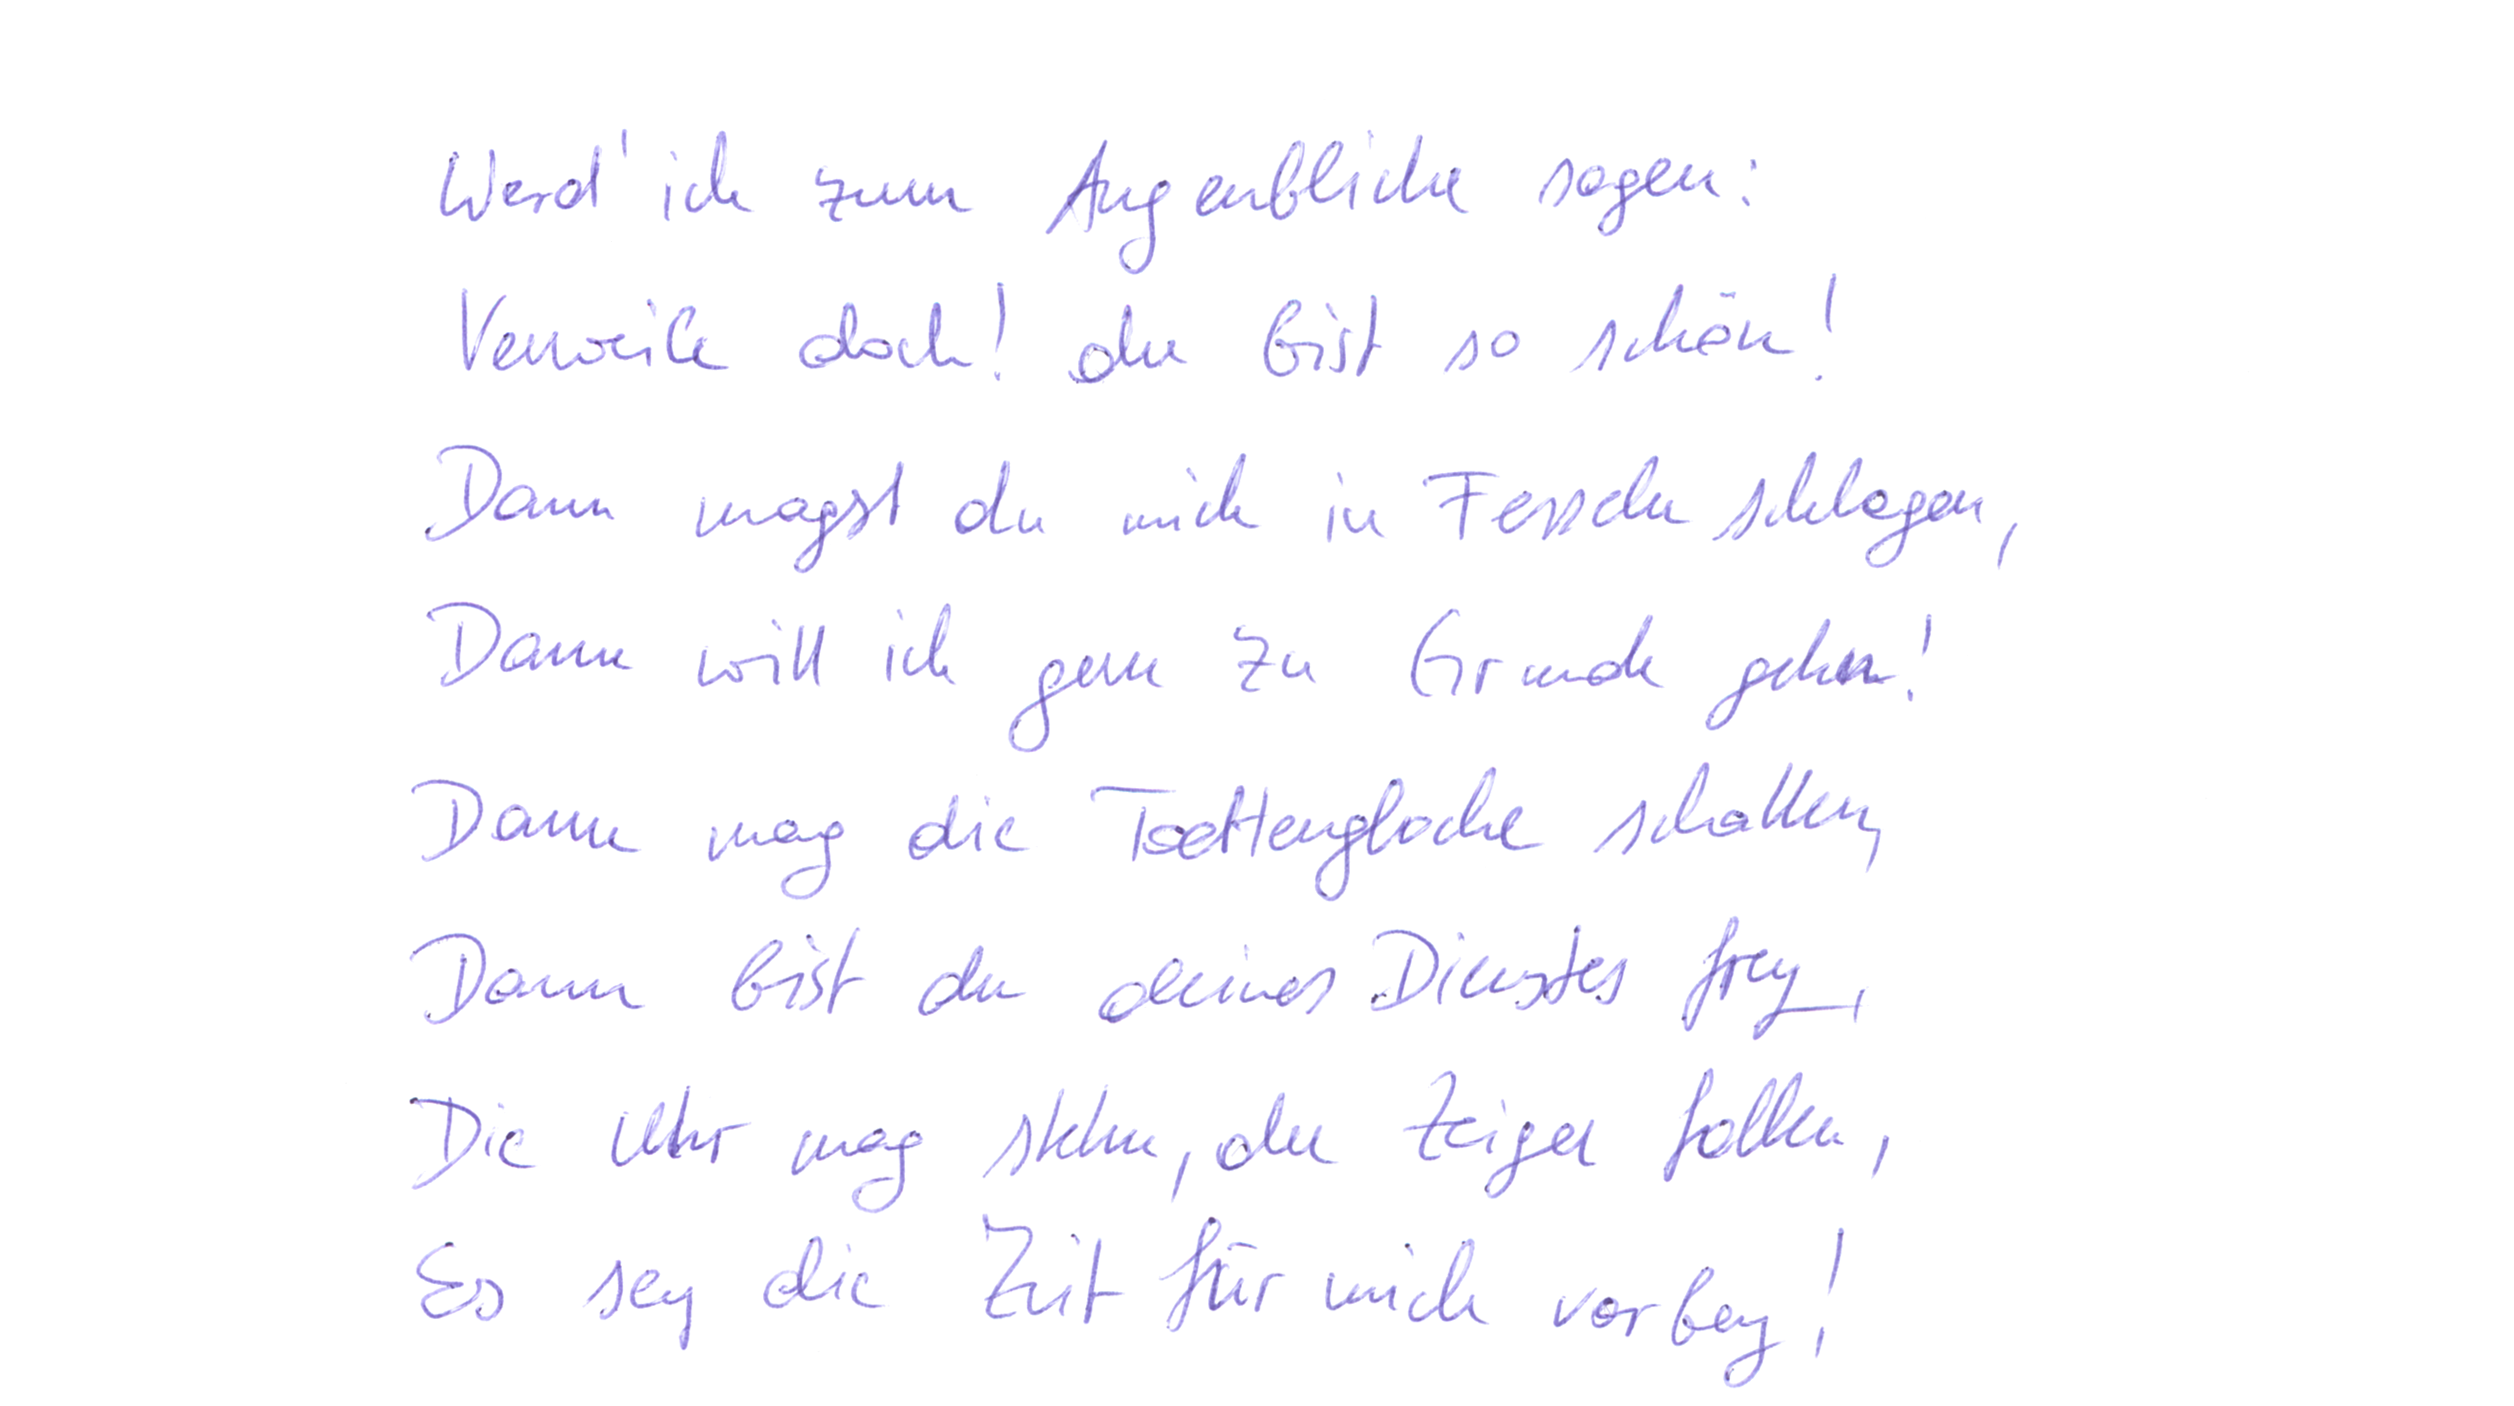 Werd' ich zum Augenblicke sagen:
Verweile doch! du bist so schön!
Dann magst du mich in Fesseln schlagen,
Dann will ich gern zu Grunde gehen!
Dann mag die Todtenglocke schallen,
Dann bist du deines Dienstes frey,
Die Uhr mag stehn, der Zeiger fallen,
Es sey die Zeit für mich vorbey!